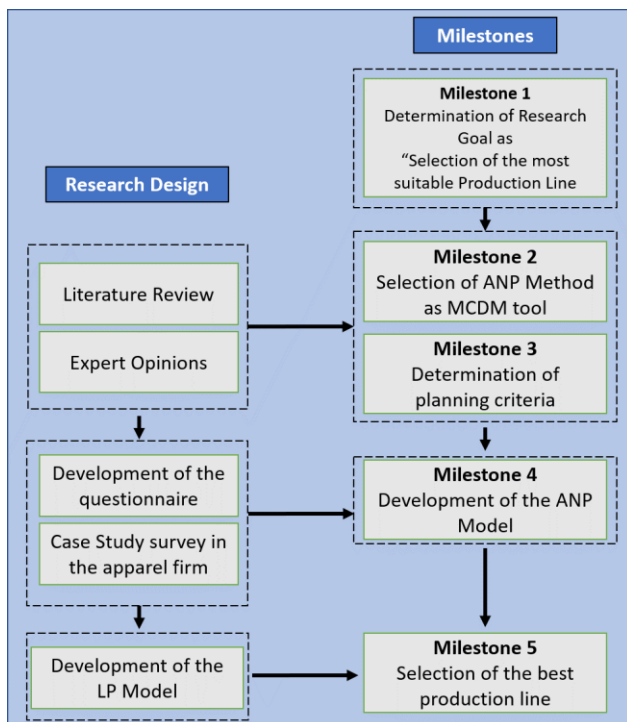 Milestones
Milestone 1
Determination of Research
Goal as
“Selection of the most
suitable Production Line
Research Design
Literature Review
Expert Opinions
Milestone 2
Selection of ANP Method
as MCDM tool
Milestone 3
Determination of
planning criteria
Development of the
questionnaire
Case Study survey in
the apparel firm
Milestone 4
Development of the ANP
Model
Development of the
LP Model
Milestone 5
Selection of the best
production line